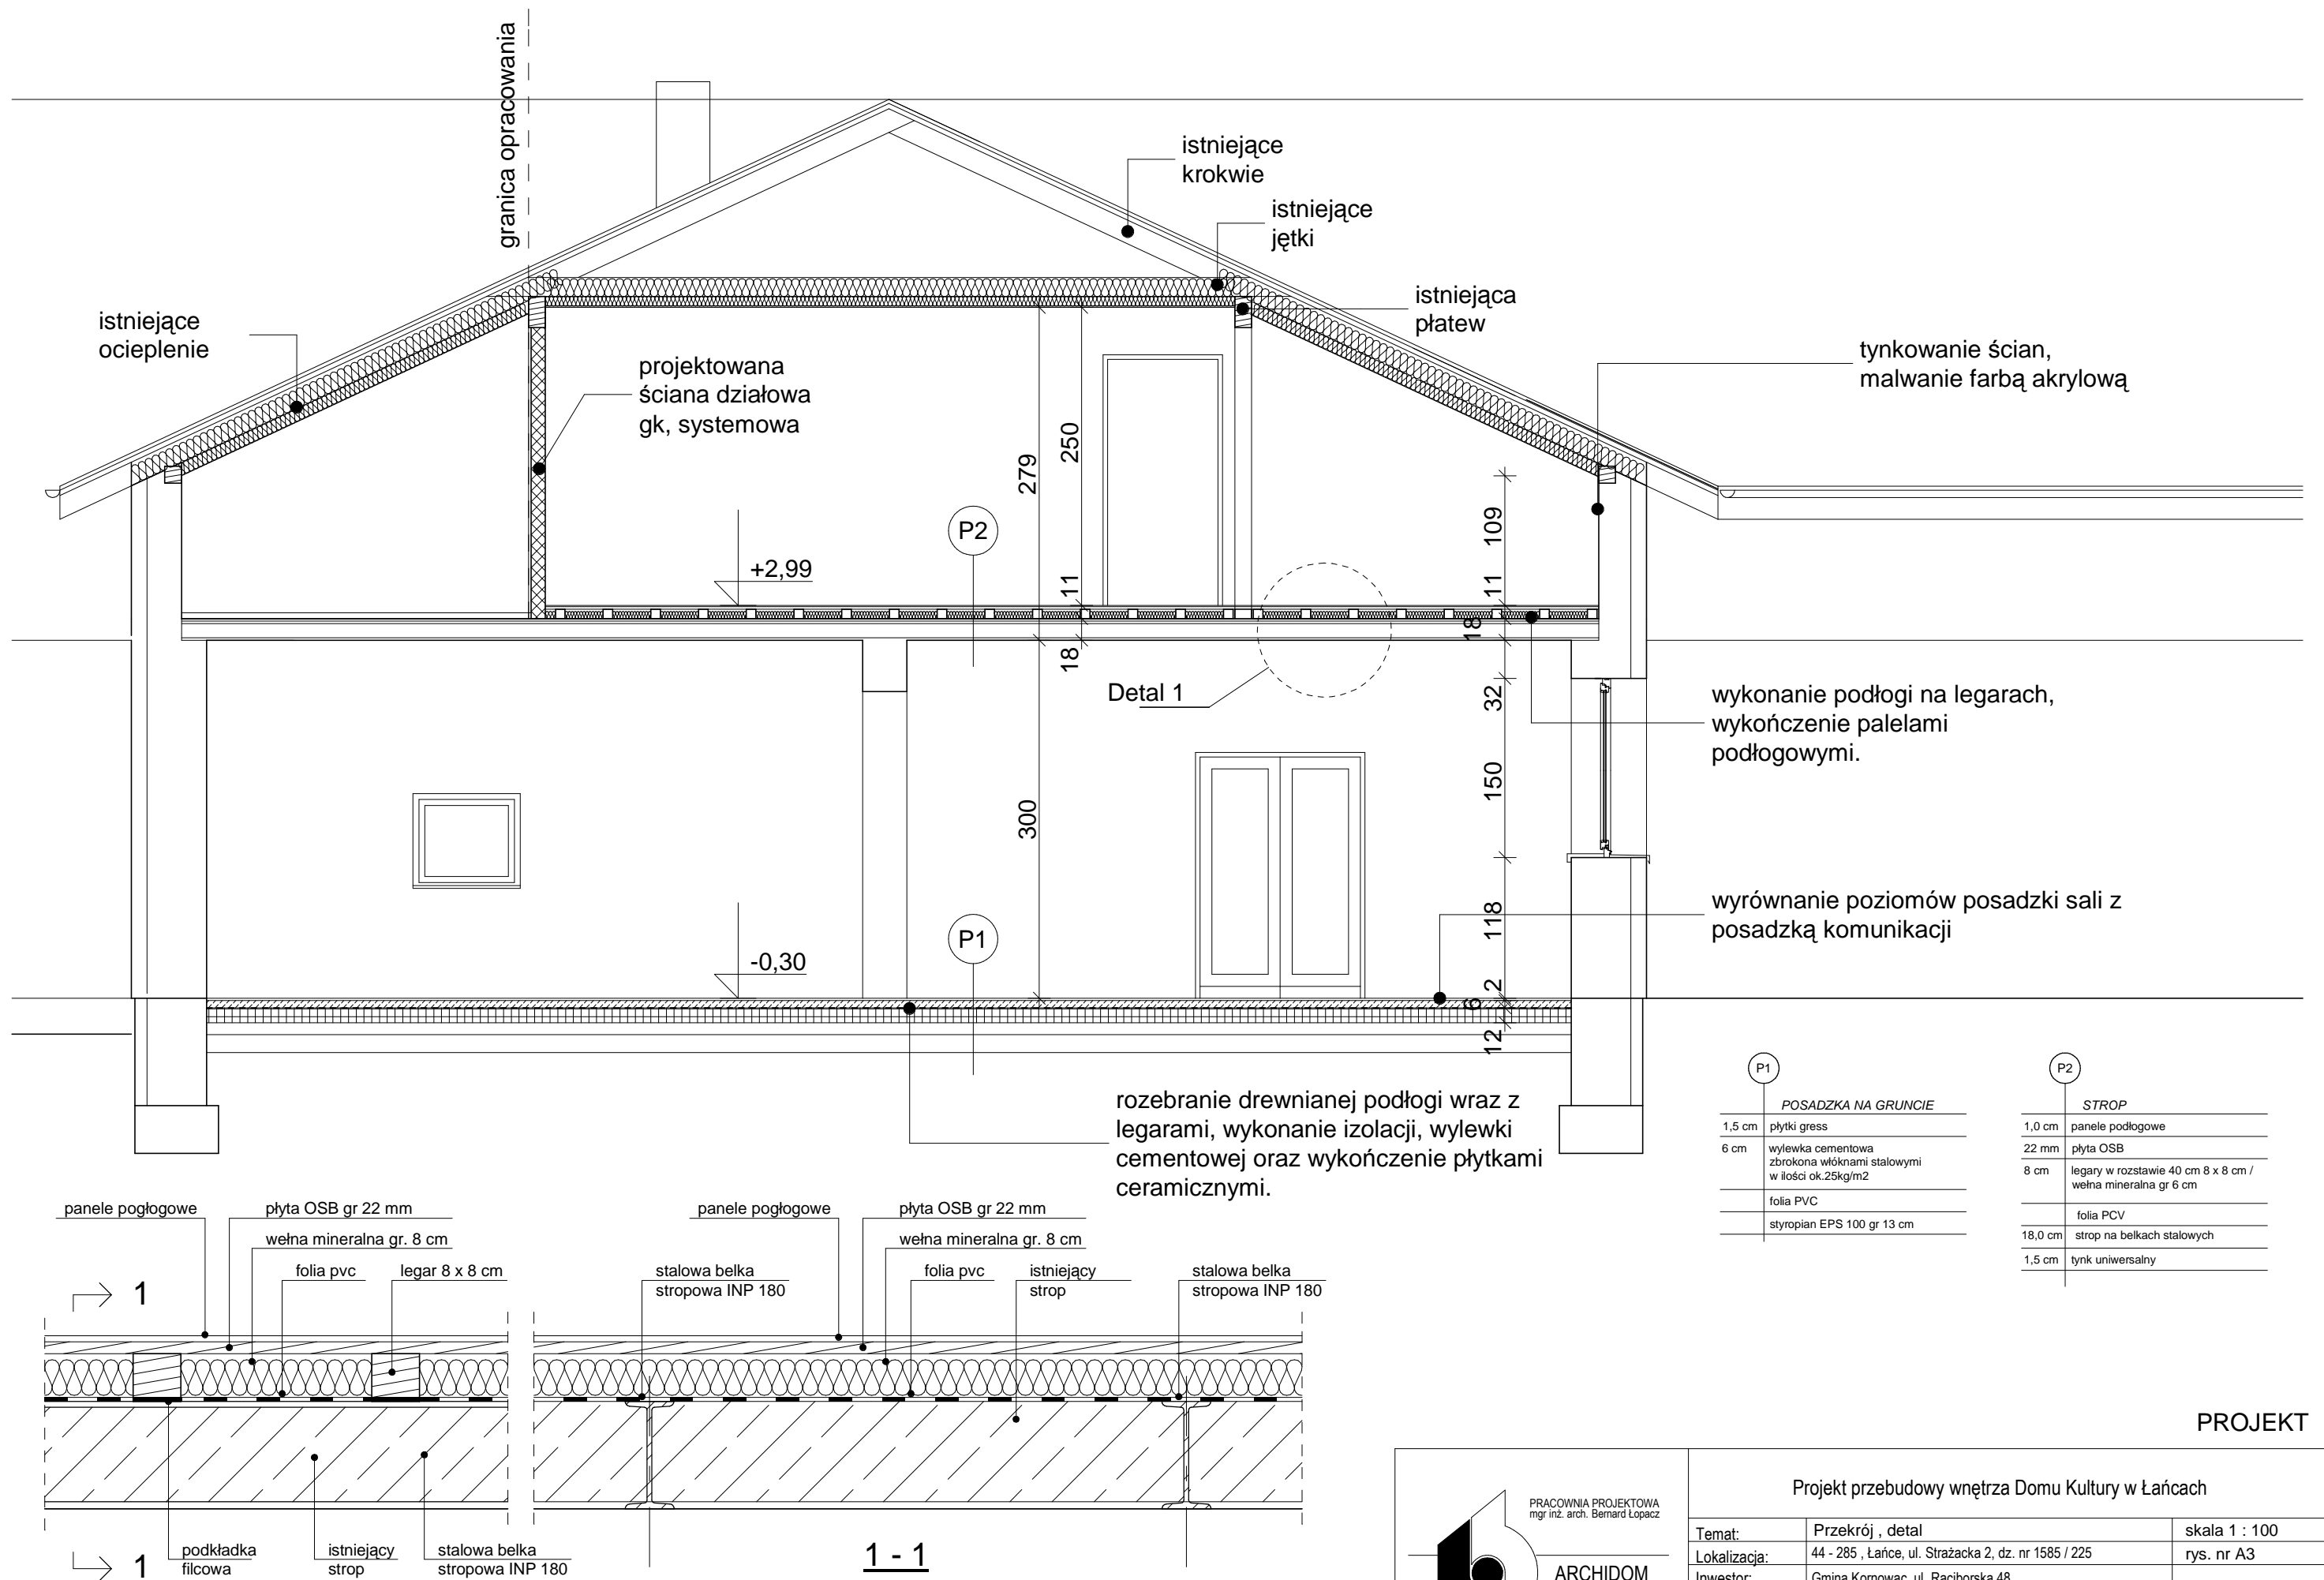 granica opracowania
istniejące
krokwie
istniejące
jętki
istniejąca
płatew
istniejące
ocieplenie
projektowana
ściana działowa
gk, systemowa
tynkowanie ścian,
malwanie farbą akrylową
279
250
109
P2
+2,99
11
11
18
18
Detal 1
32
wykonanie podłogi na legarach,
wykończenie palelami
podłogowymi.
150
300
118
wyrównanie poziomów posadzki sali z
posadzką komunikacji
P1
-0,30
2
6
12
rozebranie drewnianej podłogi wraz z
legarami, wykonanie izolacji, wylewki
cementowej oraz wykończenie płytkami
ceramicznymi.
P1
POSADZKA NA GRUNCIE
1,5 cm płytki gress
6 cm wylewka cementowa
zbrokona włóknami stalowymi
w ilości ok.25kg/m2
folia PVC
styropian EPS 100 gr 13 cm
P2
STROP
1,0 cm panele podłogowe
22 mm płyta OSB
8 cm legary w rozstawie 40 cm 8 x 8 cm /
wełna mineralna gr 6 cm
folia PCV
18,0 cm strop na belkach stalowych
1,5 cm tynk uniwersalny
panele pogłogowe
płyta OSB gr 22 mm
wełna mineralna gr. 8 cm
folia pvc
legar 8 x 8 cm
1
podkładka
filcowa
istniejący
strop
stalowa belka
stropowa INP 180
1
panele pogłogowe
płyta OSB gr 22 mm
wełna mineralna gr. 8 cm
stalowa belka
stropowa INP 180
folia pvc
istniejący
strop
stalowa belka
stropowa INP 180
1 - 1
PROJEKT
PRACOWNIA PROJEKTOWA
mgr inż. arch. Bernard Łopacz
ARCHIDOM
Projekt przebudowy wnętrza Domu Kultury w Łańcach
Temat: Przekrój , detal skala 1 : 100
Lokalizacja: 44 - 285 , Łańce, ul. Strażacka 2, dz. nr 1585 / 225 rys. nr A3
Inwestor: Gmina Kornowac, ul. Raciborska 48